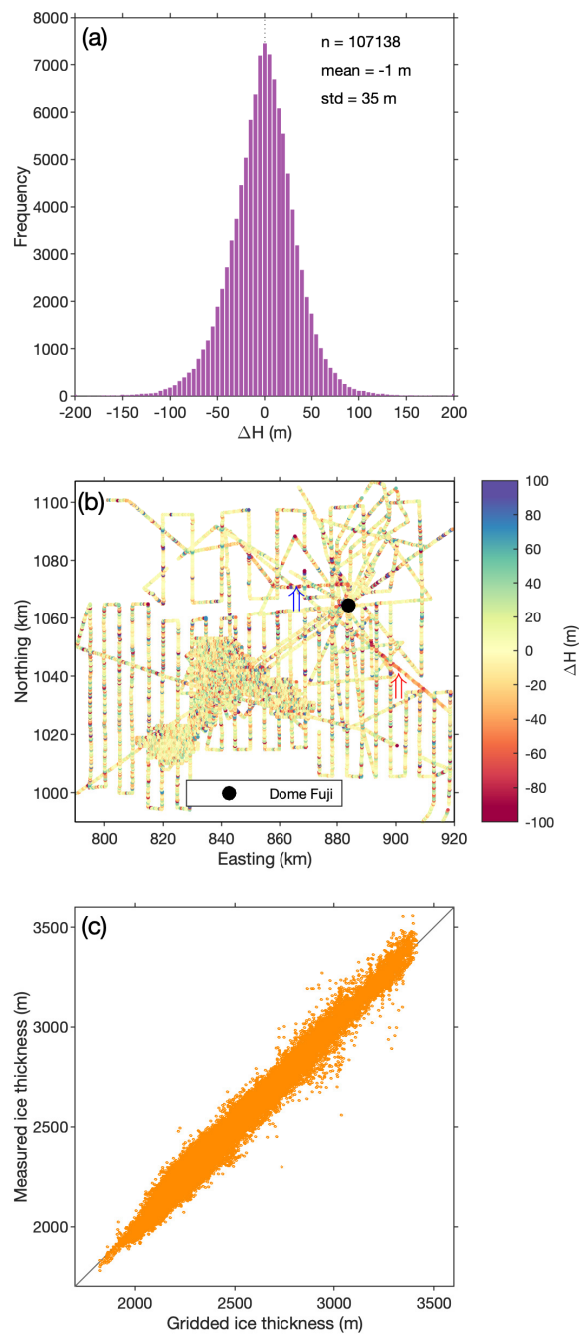 (a)
n = 107138
mean = -1 m
std = 35 m
8000
7000
6000
5000
4000
3000
2000
1000
0
Frequency
-200 -150 -100 -50 0 50 100 150 200
ΔH (m)
(b)
1100
1080
1060
1040
1020
1000
Northing (km)
Dome Fuji
800 820 840 860 880 900 920
Easting (km)
100
80
60
40
20
0
-20
-40
-60
-80
-100
ΔH (m)
(c)
3500
3000
2500
2000
Measured ice thickness (m)
2000 2500 3000 3500
Gridded ice thickness (m)